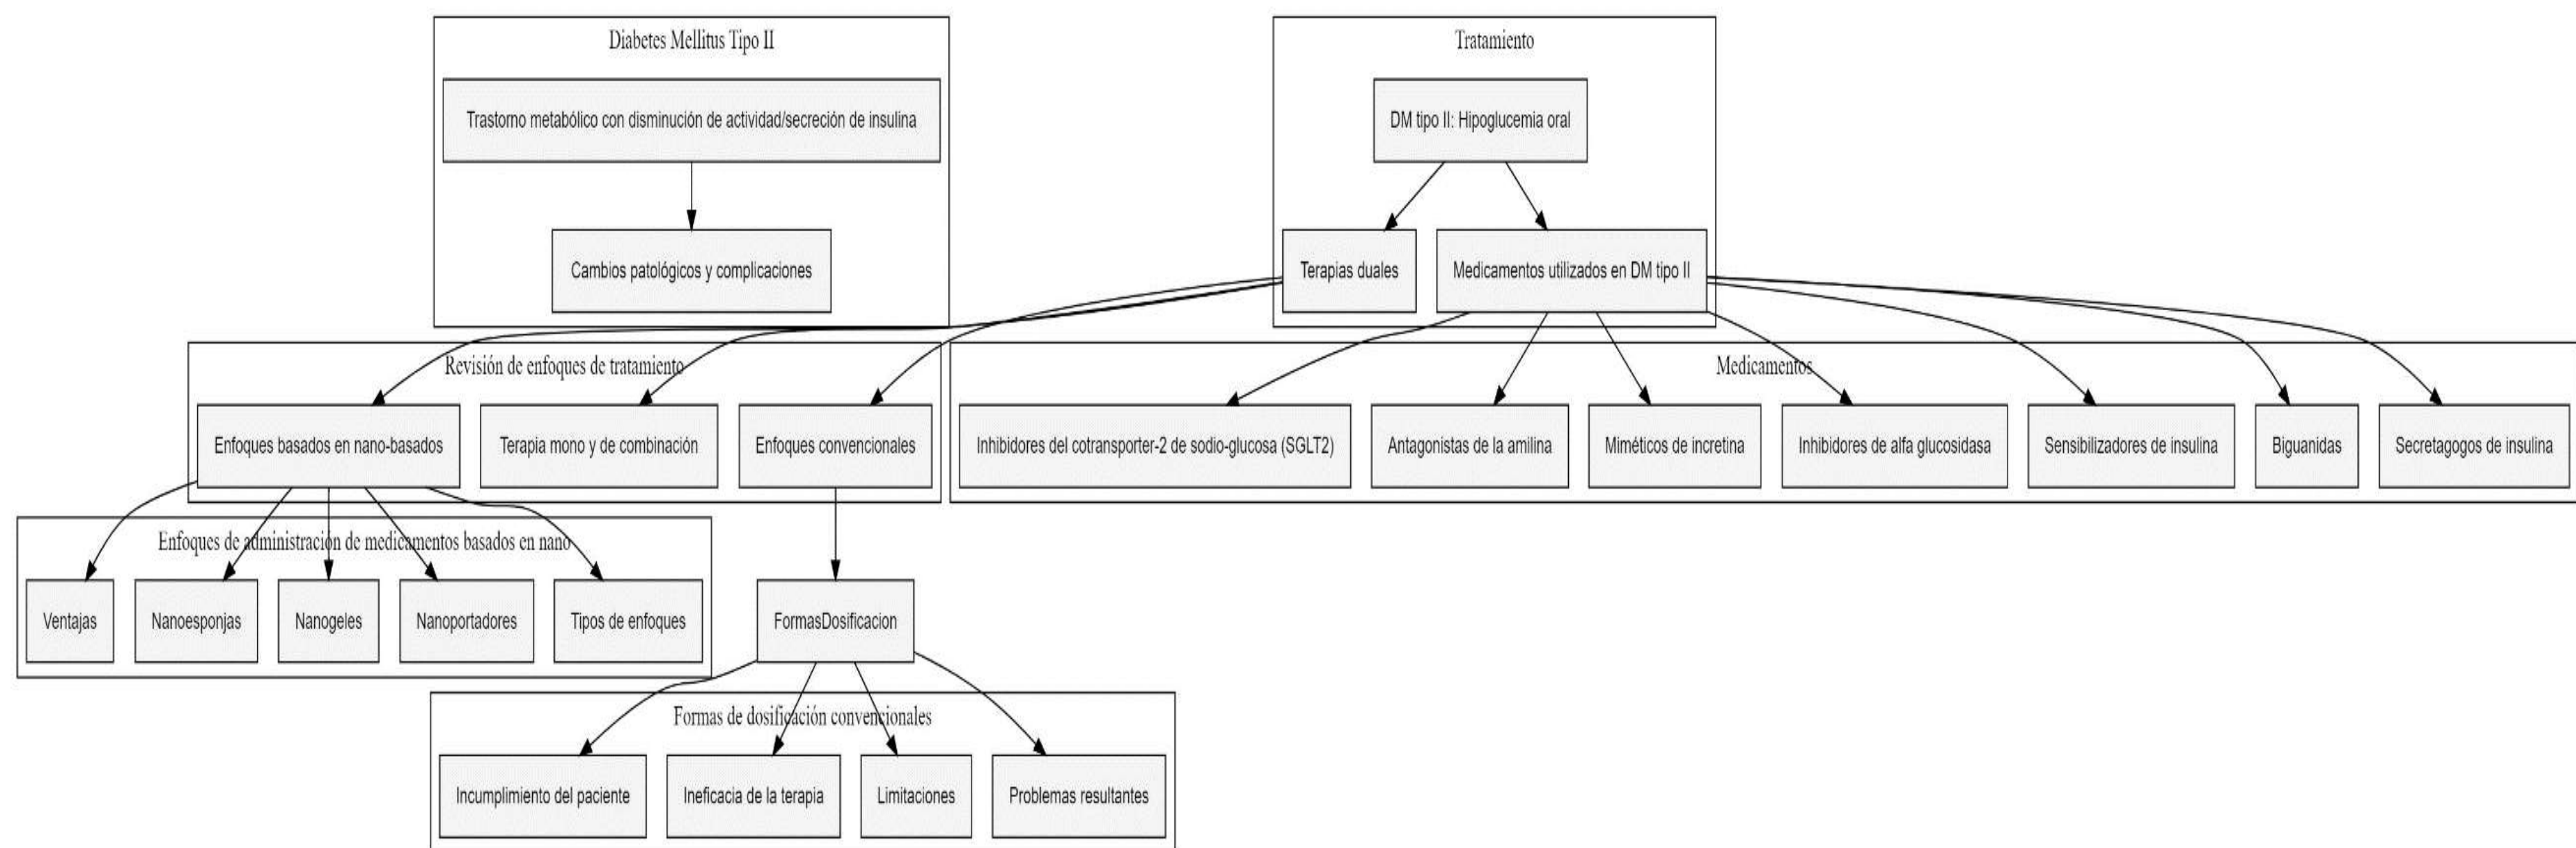 Diabetes Mellitus Tipo II
Tratamiento
Trastorno metabólico con disminución de actividad/secreción de insulina
DM tipo II: Hipoglucemia oral
Cambios patológicos y complicaciones
Terapias duales
Medicamentos utilizados en DM tipo II
Revisión de enfoques de tratamiento
Medicamentos
Enfoques basados en nano-basados
Terapia mono y de combinación
Enfoques convencionales
Inhibidores del cotransporter-2 de sodio-glucosa (SGLT2)
Antagonistas de la amilina
Miméticos de incretina
Inhibidores de alfa glucosidasa
Sensibilizadores de insulina
Biguanidas
Secretagogos de insulina
Enfoques de administración de medicamentos basados en nano
Ventajas
Nanoesponjas
Nanogeles
Nanoportadores
Tipos de enfoques
FormasDosificacion
Formas de dosificación convencionales
Incumplimiento del paciente
Ineficacia de la terapia
Limitaciones
Problemas resultantes